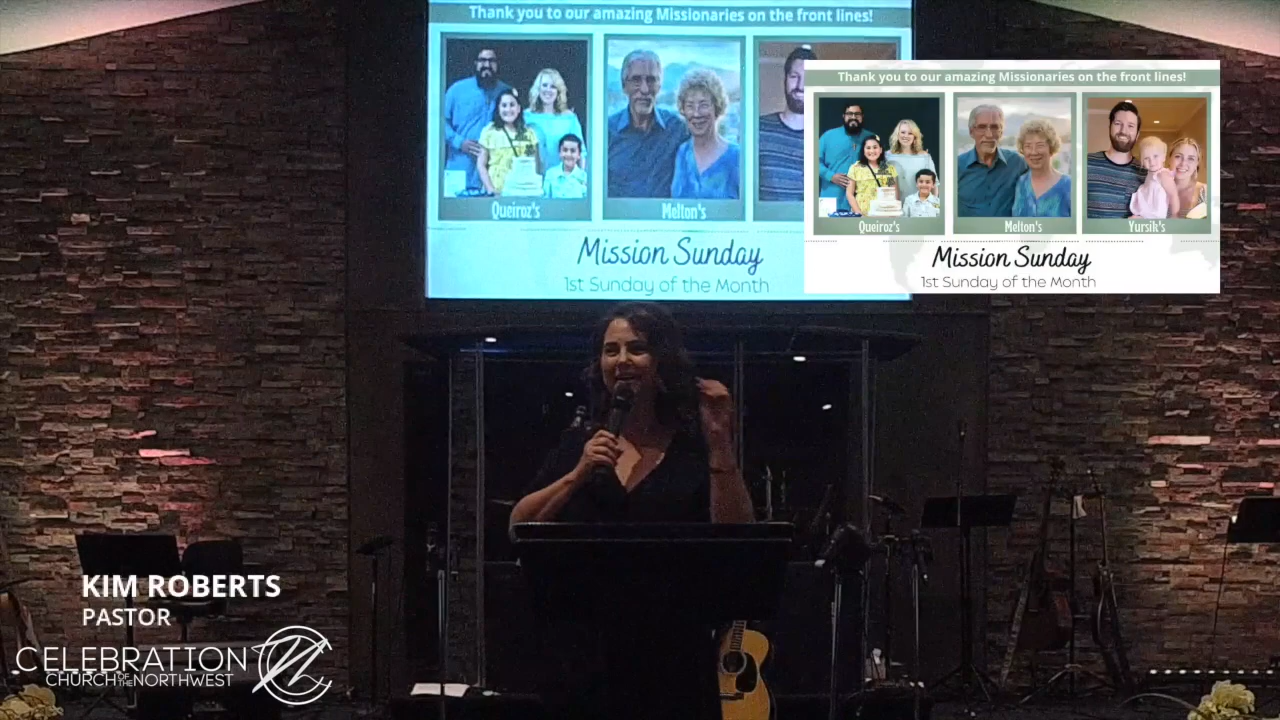 Thank you to our amazing Missionaries on the front lines!
Queiroz's
Melton's
Mission Sunday
1st Sunday of the Month
Thank you to our amazing Missionaries on the front lines!
Queiroz's
Melton's
Yursik's
Mission Sunday
1st Sunday of the Month
KIM ROBERTS
PASTOR
CELEBRATION
CHURCH OF THE NORTHWEST